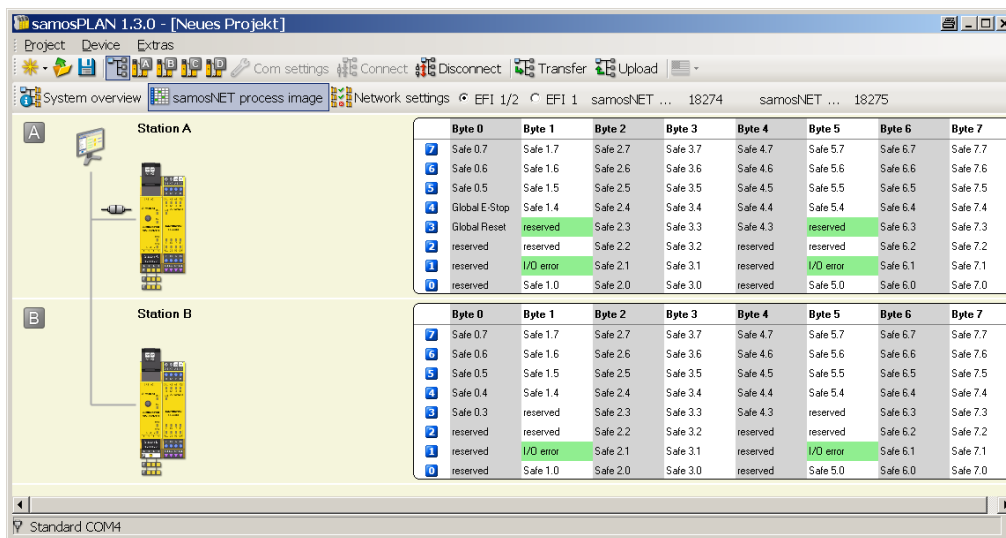 samosPLAN 1.3.0 - [Neues Projekt]
Project Device Extras
Com settings Connect Disconnect Transfer Upload
System overview samosNET process image Network settings EFI 1/2 EFI 1 samosNET ... 18274 samosNET ... 18275
A Station A Byte 0 Byte 1 Byte 2 Byte 3 Byte 4 Byte 5 Byte 6 Byte 7
7 Safe 0.7 Safe 1.7 Safe 2.7 Safe 3.7 Safe 4.7 Safe 5.7 Safe 6.7 Safe 7.7
6 Safe 0.6 Safe 1.6 Safe 2.6 Safe 3.6 Safe 4.6 Safe 5.6 Safe 6.6 Safe 7.6
5 Safe 0.5 Safe 1.5 Safe 2.5 Safe 3.5 Safe 4.5 Safe 5.5 Safe 6.5 Safe 7.5
4 Global E-Stop Safe 1.4 Safe 2.4 Safe 3.4 Safe 4.4 Safe 5.4 Safe 6.4 Safe 7.4
3 Global Reset reserved Safe 2.3 Safe 3.3 Safe 4.3 reserved Safe 6.3 Safe 7.3
2 reserved reserved Safe 2.2 Safe 3.2 reserved reserved Safe 6.2 Safe 7.2
1 reserved I/O error Safe 2.1 Safe 3.1 reserved I/O error Safe 6.1 Safe 7.1
0 reserved Safe 1.0 Safe 2.0 Safe 3.0 reserved Safe 5.0 Safe 6.0 Safe 7.0
B Station B Byte 0 Byte 1 Byte 2 Byte 3 Byte 4 Byte 5 Byte 6 Byte 7
7 Safe 0.7 Safe 1.7 Safe 2.7 Safe 3.7 Safe 4.7 Safe 5.7 Safe 6.7 Safe 7.7
6 Safe 0.6 Safe 1.6 Safe 2.6 Safe 3.6 Safe 4.6 Safe 5.6 Safe 6.6 Safe 7.6
5 Safe 0.5 Safe 1.5 Safe 2.5 Safe 3.5 Safe 4.5 Safe 5.5 Safe 6.5 Safe 7.5
4 Safe 0.4 Safe 1.4 Safe 2.4 Safe 3.4 Safe 4.4 Safe 5.4 Safe 6.4 Safe 7.4
3 Safe 0.3 reserved Safe 2.3 Safe 3.3 Safe 4.3 reserved Safe 6.3 Safe 7.3
2 reserved reserved Safe 2.2 Safe 3.2 reserved reserved Safe 6.2 Safe 7.2
1 reserved I/O error Safe 2.1 Safe 3.1 reserved I/O error Safe 6.1 Safe 7.1
0 reserved Safe 1.0 Safe 2.0 Safe 3.0 reserved Safe 5.0 Safe 6.0 Safe 7.0
Standard COM4